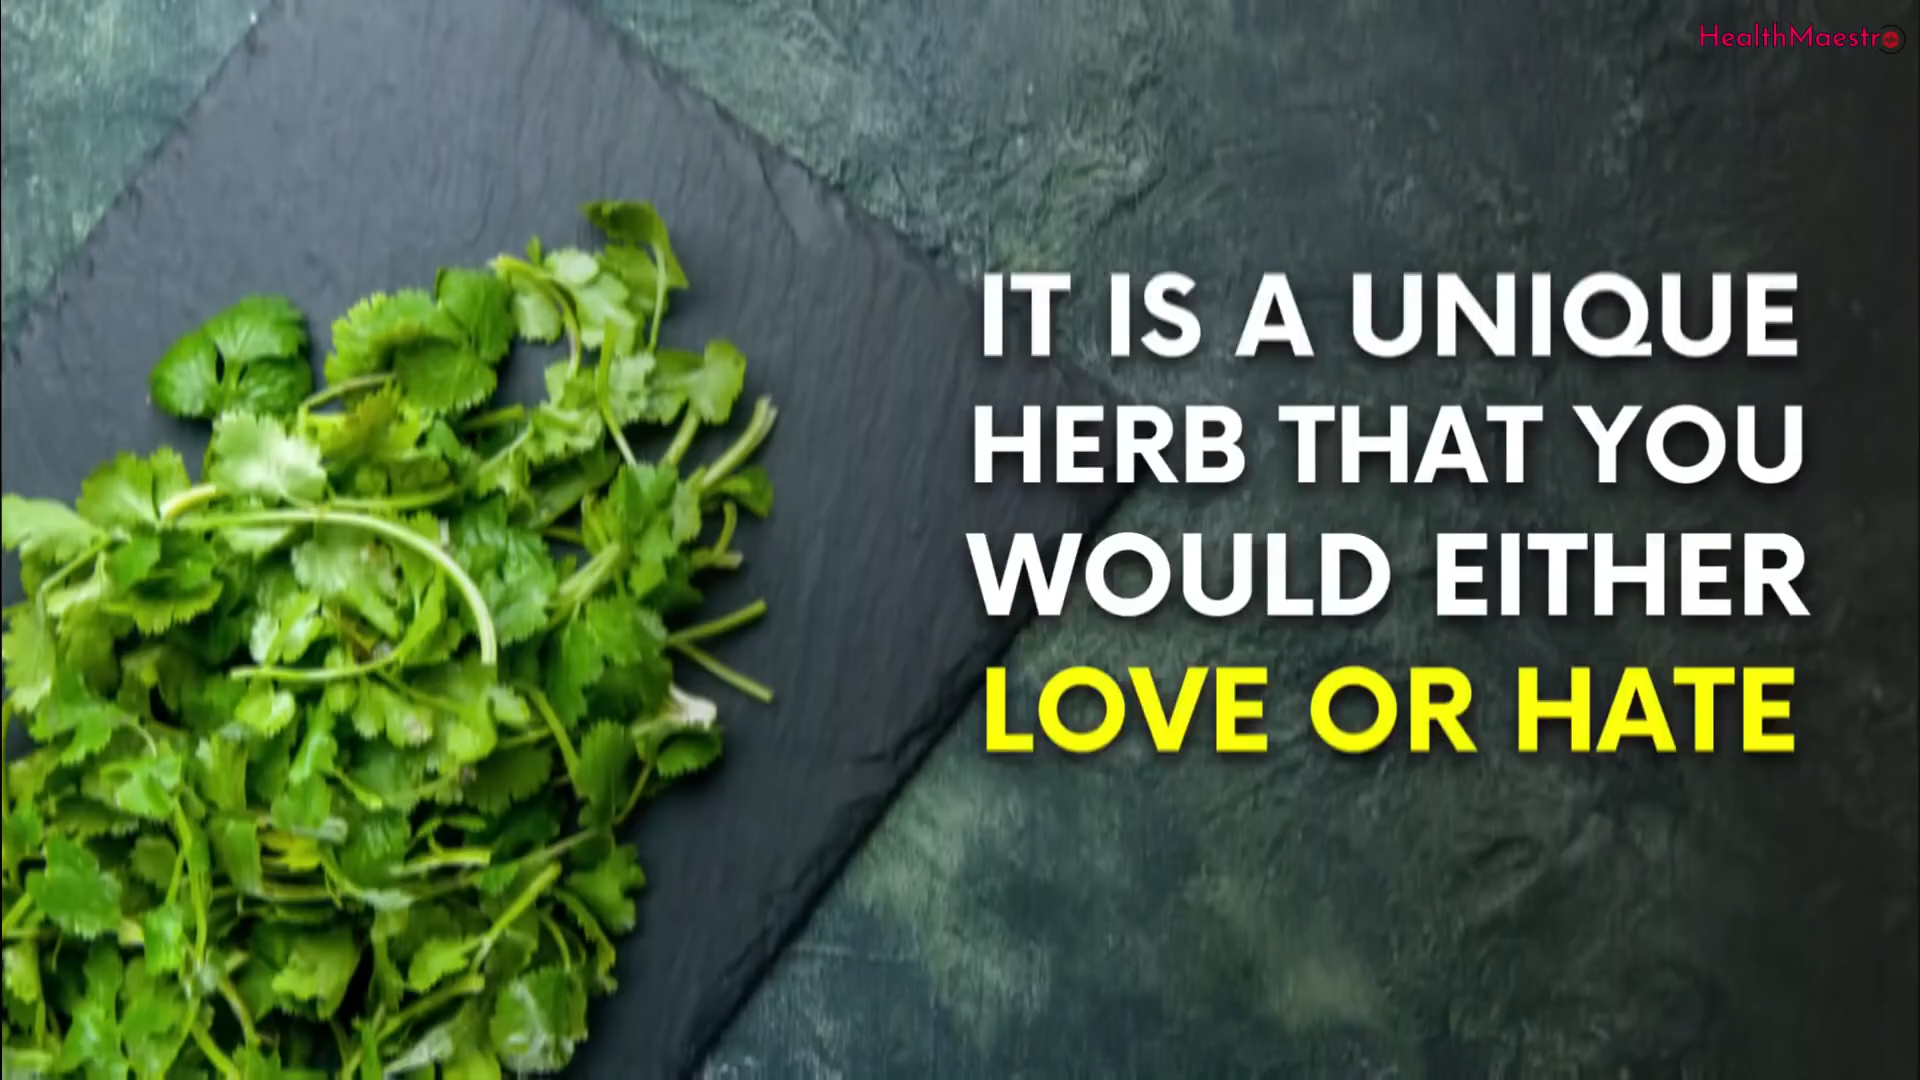 HealthMaestro
IT IS A UNIQUE
HERB THAT YOU
WOULD EITHER
LOVE OR HATE